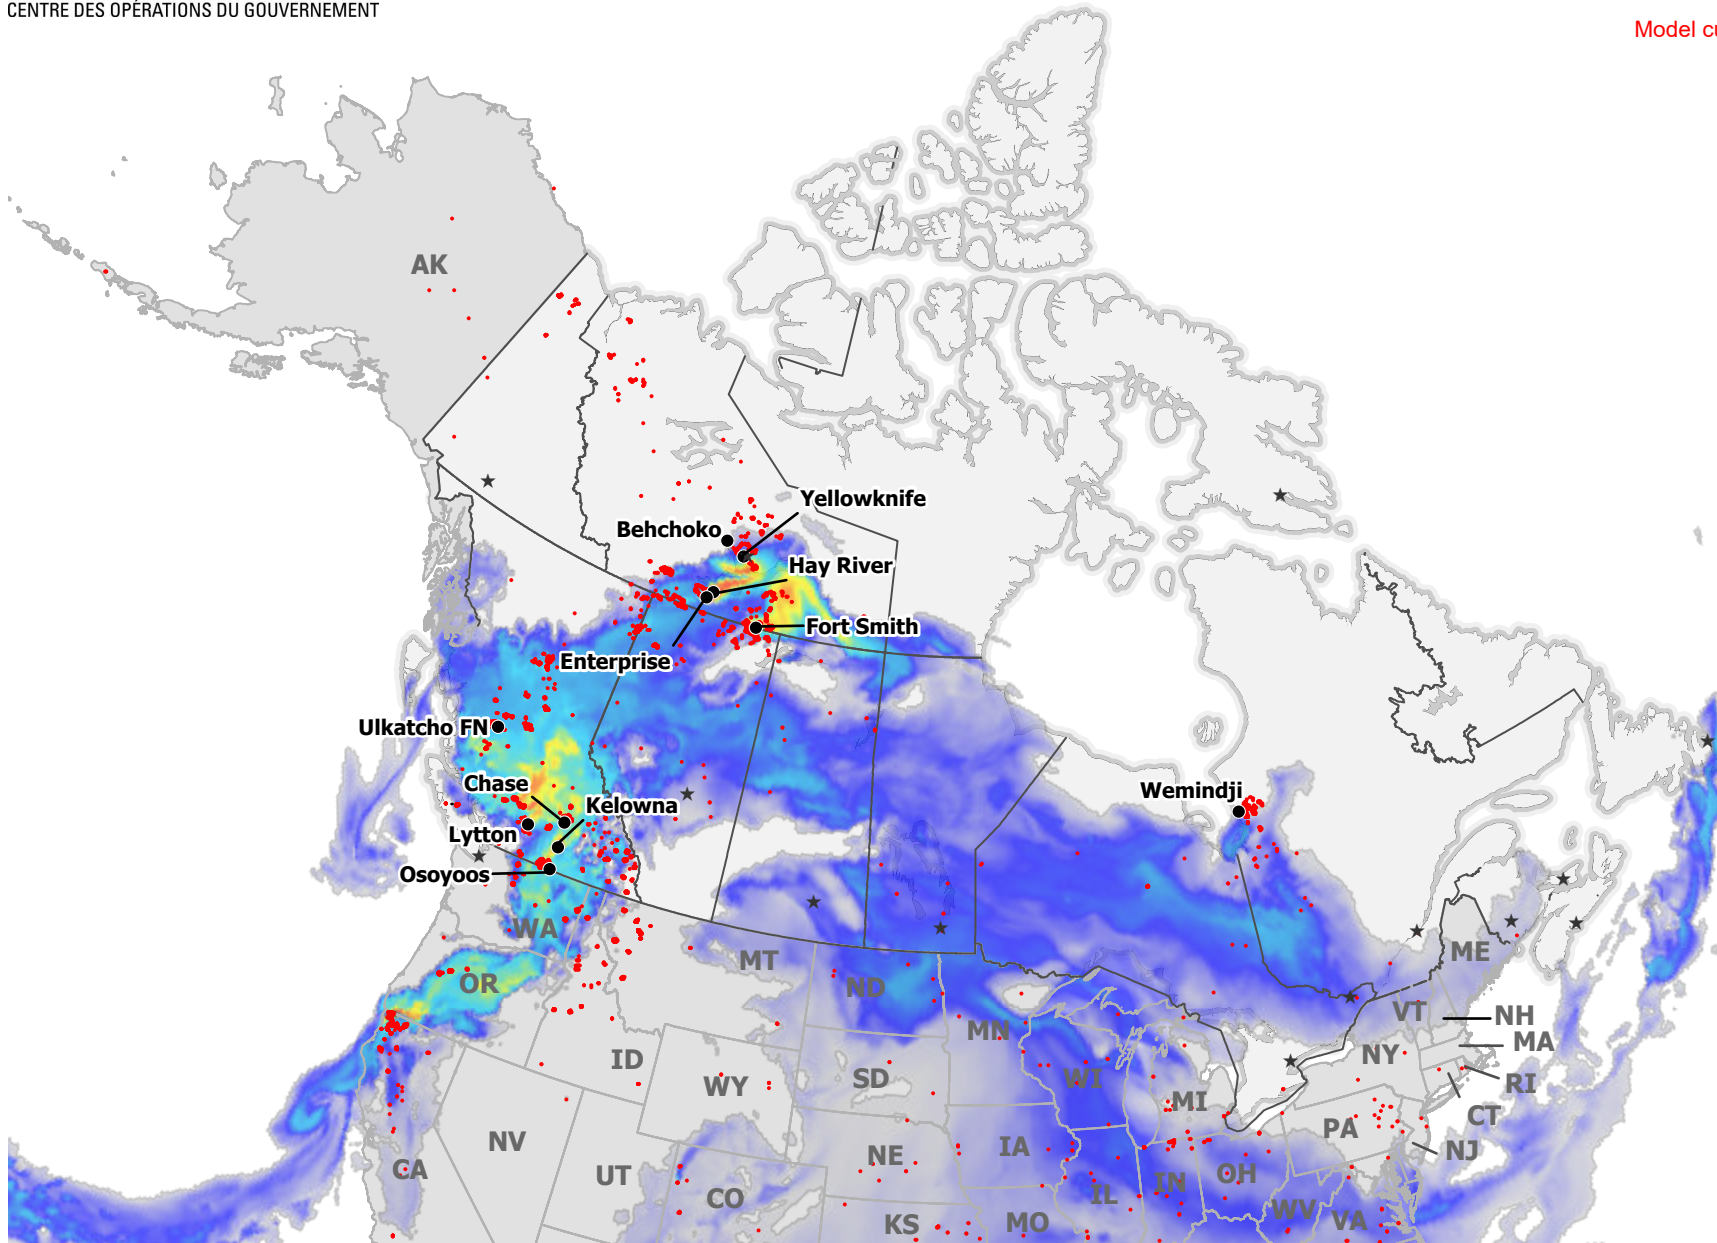 CENTRE DES OPÉRATIONS DU GOUVERNEMENT
Model cu
AK
Yellowknife
Behchoko
Hay River
Fort Smith
Enterprise
Ulkatcho FN
Chase
Kelowna
Wemindji
Lytton
Osoyoos
WA
ME
MT
OR
ND
VT
NH
MN
MA
NY
ID
WY
SD
WI
RI
MI
CT
PA
NV
NJ
IA
NE
CA
UT
OH
IN
CO
IL
WV
VA
KS
MO